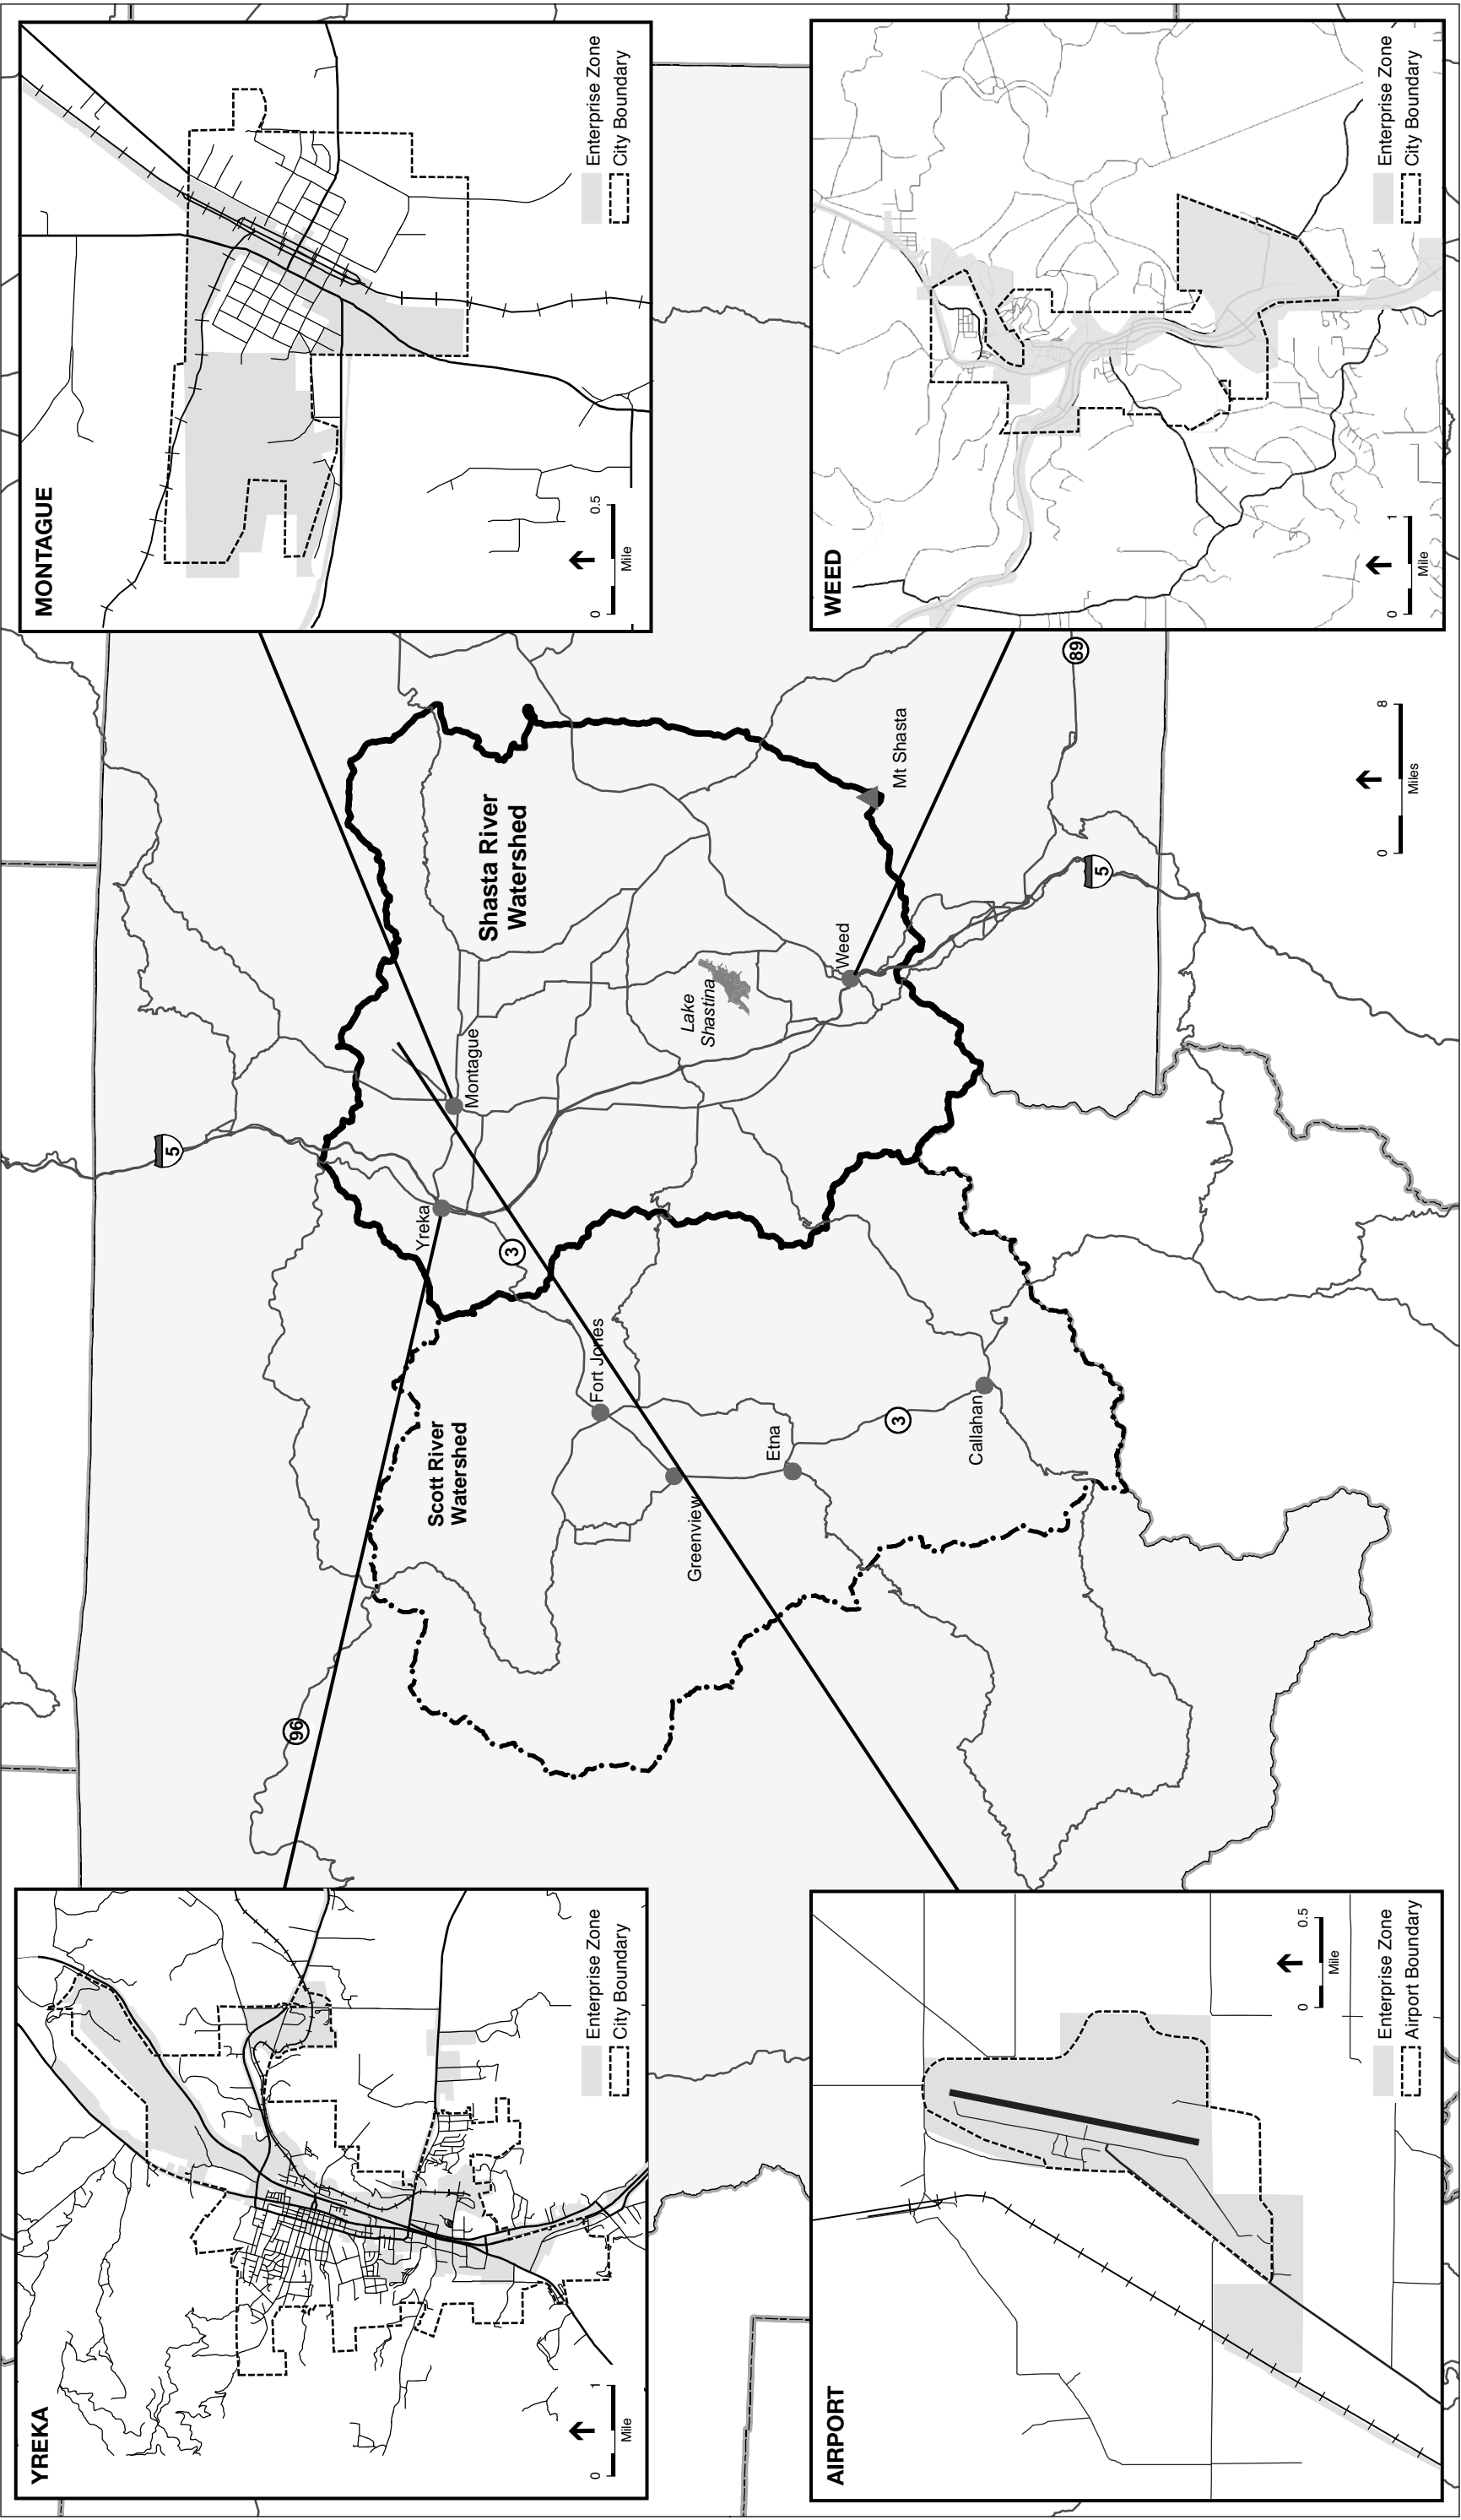 YREKA
Enterprise Zone
City Boundary
0 1
Mile
MONTAGUE
Enterprise Zone
City Boundary
0 0.5
Mile
5
96
3
Yreka
Montague
Shasta River
Watershed
Scott River
Watershed
Fort Jones
Greenview
Etna
3
Callahan
Lake
Shastina
Weed
Mt Shasta
5
89
0 8
Miles
AIRPORT
0 0.5
Mile
Enterprise Zone
Airport Boundary
WEED
Enterprise Zone
City Boundary
0 1
Mile